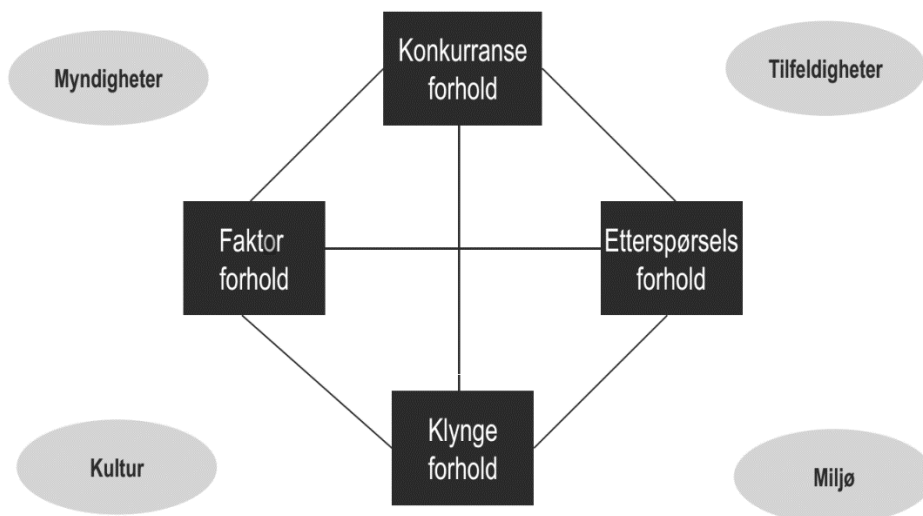 Konkurranse
forhold
Myndigheter
Tilfeldigheter
Faktor
forhold
Etterspørsels
forhold
Klynge
forhold
Kultur
Miljø